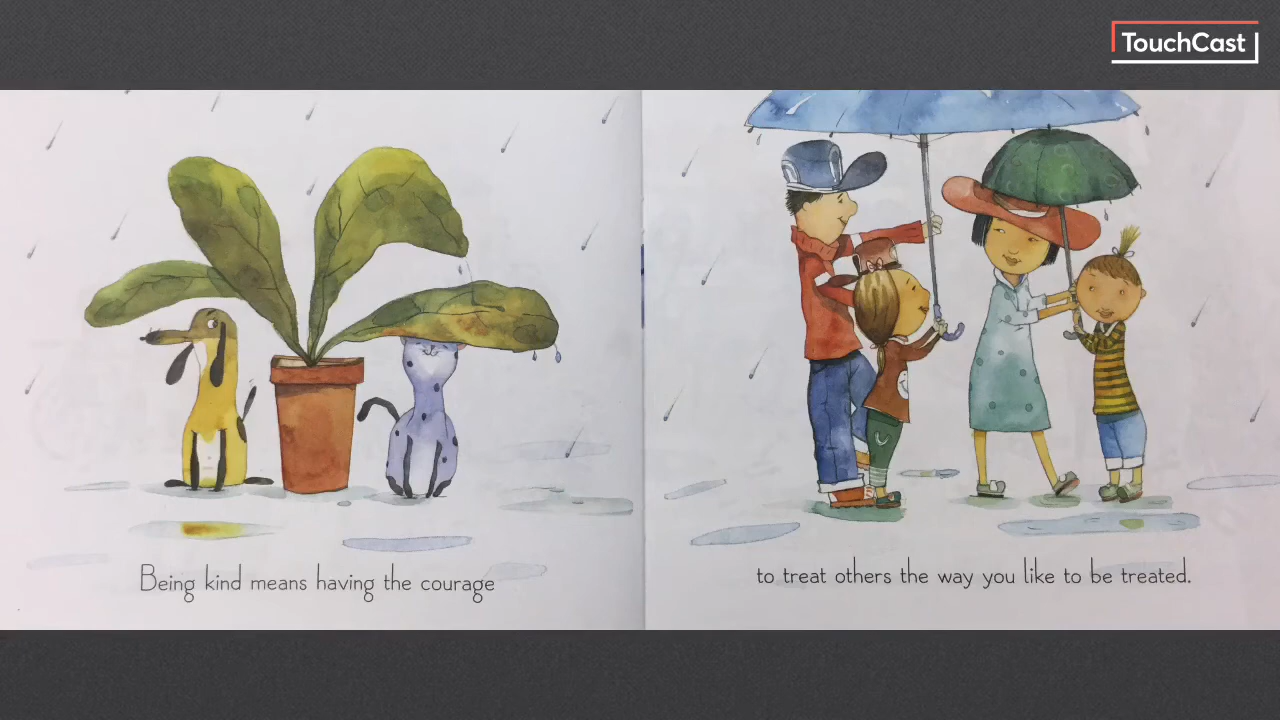 TouchCast
Being kind means having the courage
to treat others the way you like to be treated.